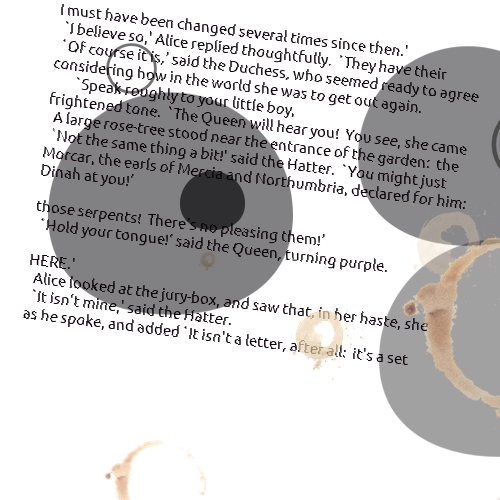 I must have been changed several times since then.'
`I believe so,' Alice replied thoughtfully. `They have their
`Of course it is,' said the Duchess, who seemed ready to agree
considering how in the world she was to get out again.
`Speak roughly to your little boy,
frightened tone. `The Queen will hear you! You see, she came
A large rose-tree stood near the entrance of the garden: the
`Not the same thing a bit!' said the Hatter. `You might just
Morcar, the earls of Mercia and Northumbria, declared for him:
Dinah at you!'
those serpents! There's no pleasing them!'
`Hold your tongue!' said the Queen, turning purple.
HERE.'
Alice looked at the jury-box, and saw that, in her haste, she
`It isn't mine,' said the Hatter.
as he spoke, and added `It isn't a letter, after all: it's a set